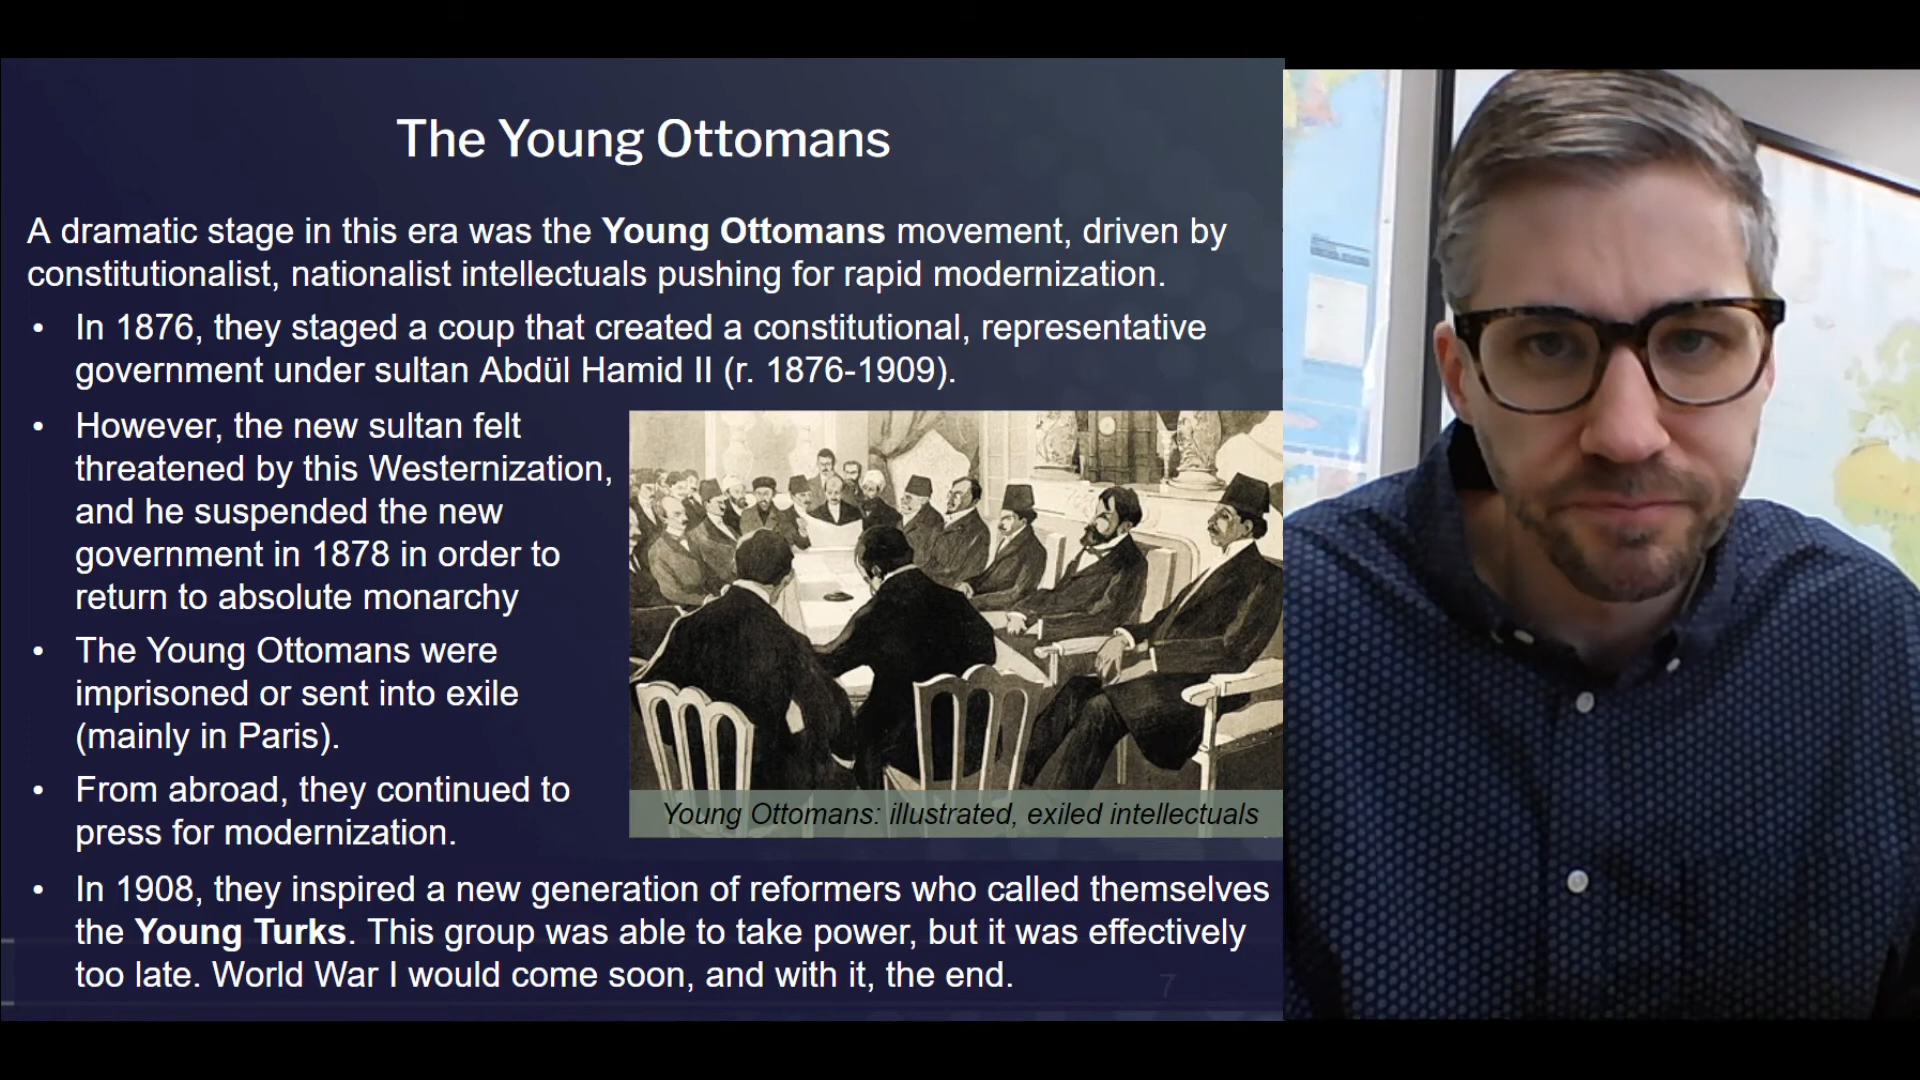 The Young Ottomans
A dramatic stage in this era was the Young Ottomans movement, driven by
constitutionalist, nationalist intellectuals pushing for rapid modernization.
• In 1876, they staged a coup that created a constitutional, representative
government under sultan Abdül Hamid II (r. 1876-1909).
• However, the new sultan felt
threatened by this Westernization,
and he suspended the new
government in 1878 in order to
return to absolute monarchy
• The Young Ottomans were
imprisoned or sent into exile
(mainly in Paris).
• From abroad, they continued to
press for modernization.
Young Ottomans: illustrated, exiled intellectuals
• In 1908, they inspired a new generation of reformers who called themselves
the Young Turks. This group was able to take power, but it was effectively
too late. World War I would come soon, and with it, the end.
7